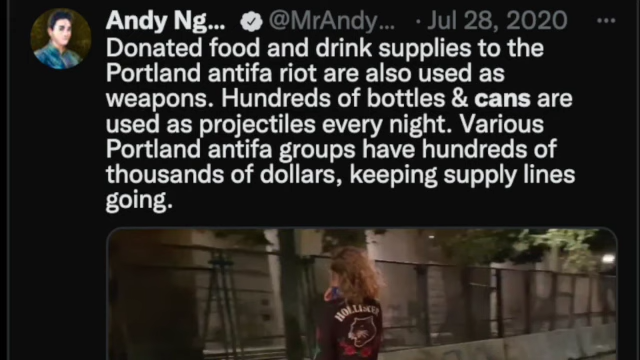 Andy Ng... @MrAndy... · Jul 28, 2020 ...
Donated food and drink supplies to the
Portland antifa riot are also used as
weapons. Hundreds of bottles & cans are
used as projectiles every night. Various
Portland antifa groups have hundreds of
thousands of dollars, keeping supply lines
going.